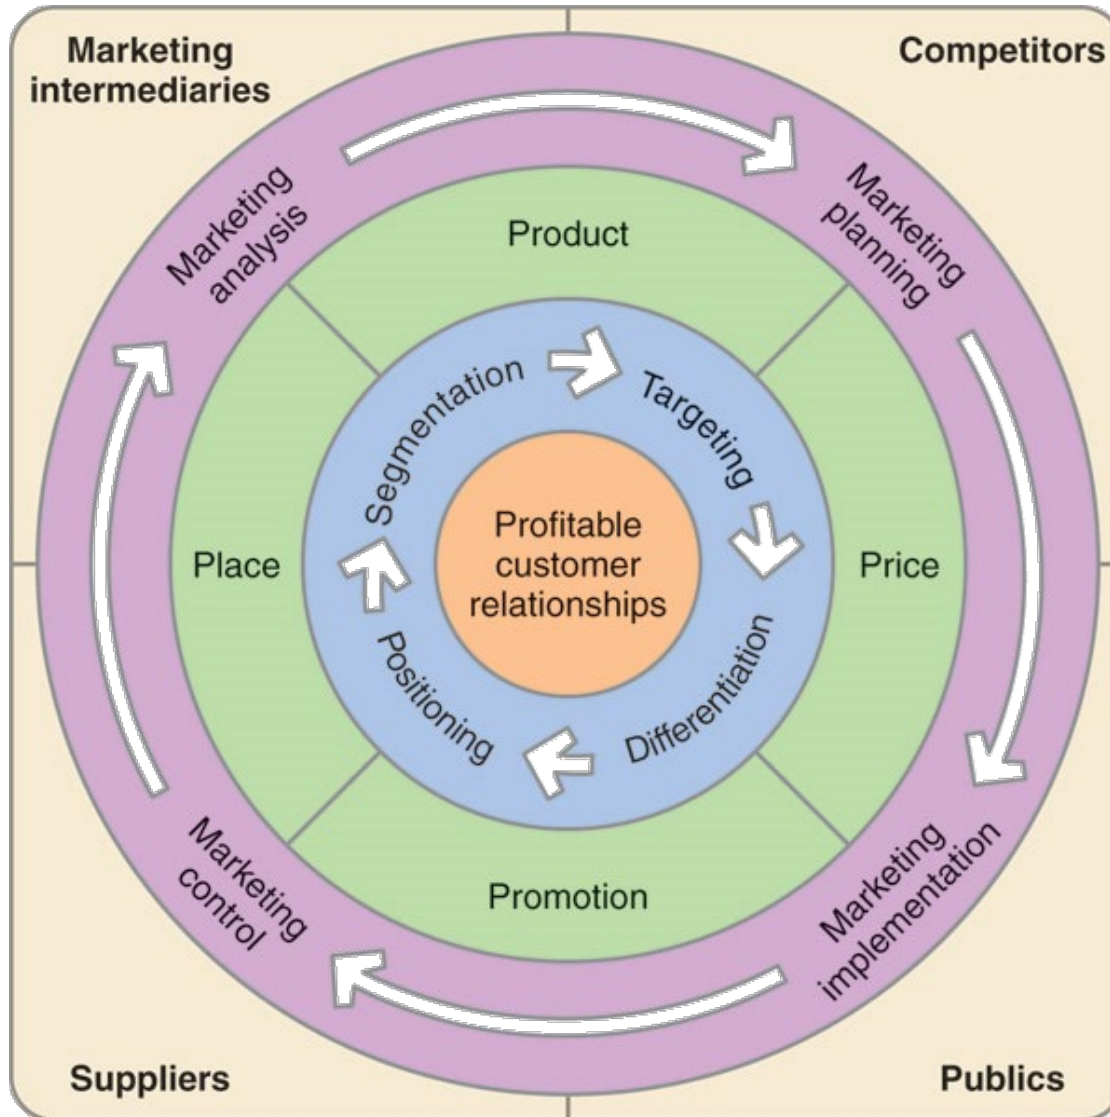 Marketing
intermediaries
Competitors
Marketing
analysis
Marketing
planning
Product
Segmentation
Targeting
Profitable
customer
relationships
Place
Price
Positioning
Differentiation
Promotion
Marketing
control
Marketing
implementation
Suppliers
Publics